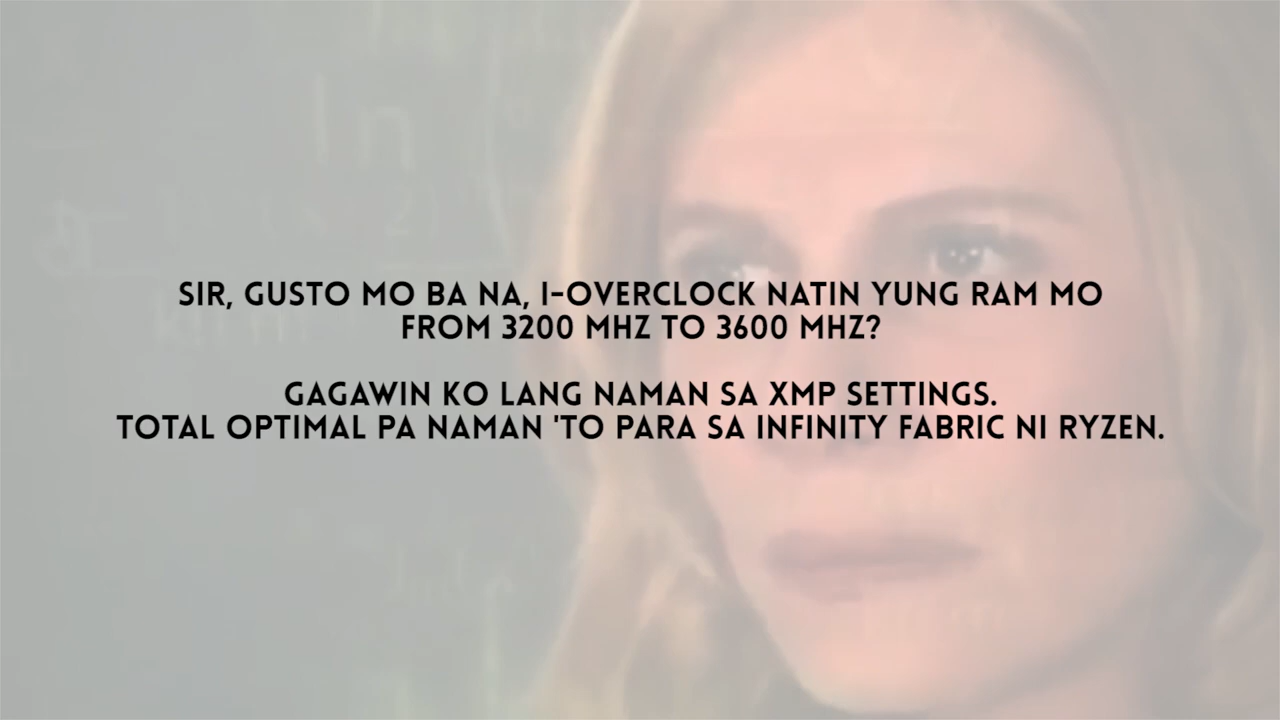 SIR, GUSTO MO BA NA, I-OVERCLOCK NATIN YUNG RAM MO
FROM 3200 MHZ TO 3600 MHZ?
GAGAWIN KO LANG NAMAN SA XMP SETTINGS.
TOTAL OPTIMAL PA NAMAN 'TO PARA SA INFINITY FABRIC NI RYZEN.